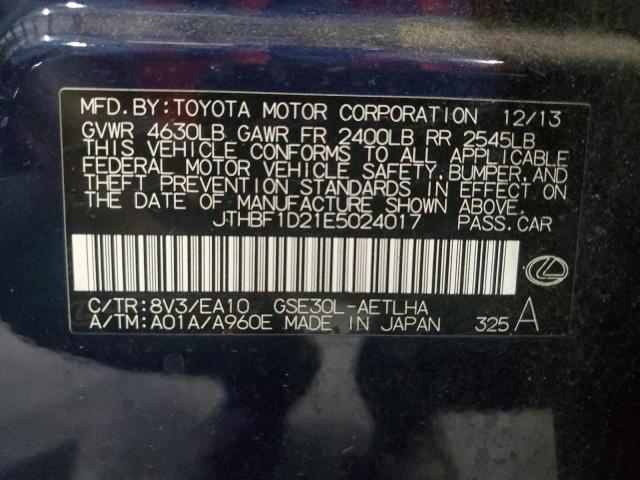 MFD.BY:TOYOTA MOTOR CORPORATION 12/13
GVWR 4630LB GAWR FR 2400LB RR 2545LB
THIS VEHICLE CONFORMS TO ALL APPLICABLE
FEDERAL MOTOR VEHICLE SAFETY,BUMPER,AND
THEFT PREVENTION STANDARDS IN EFFECT ON
THE DATE OF MANUFACTURE SHOWN ABOVE.
JTHBF1D21E5024017 PASS.CAR
C/TR:8V3/EA10 GSE30L-AETLHA
A/TM:A01A/A960E MADE IN JAPAN 325 A